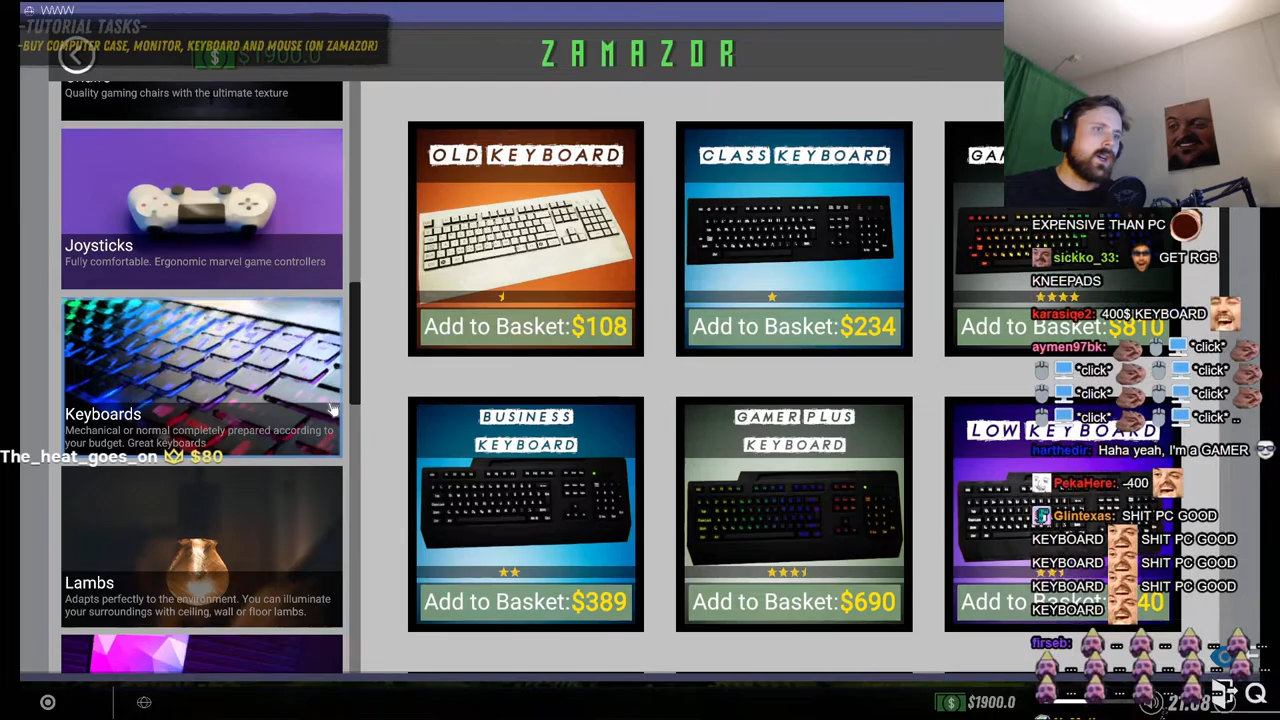 WWW
-TUTORIAL TASKS-
-BUY COMPUTER CASE, MONITOR, KEYBOARD AND MOUSE (ON ZAMAZOR)
$1900.0
ZAMAZOR
Quality gaming chairs with the ultimate texture
Joysticks
Fully comfortable. Ergonomic marvel game controllers
Keyboards
Mechanical or normal completely prepared according to
your budget. Great keyboards
The_heat_goes_on $80
Lambs
Adapts perfectly to the environment. You can illuminate
your surroundings with ceiling, wall or floor lambs.
OLD KEYBOARD
Add to Basket:$108
CLASS KEYBOARD
Add to Basket:$234
Add to Basket:$810
BUSINESS
KEYBOARD
Add to Basket:$389
GAMER PLUS
KEYBOARD
Add to Basket:$690
LOW KEYBOARD
Add to
EXPENSIVE THAN PC
sickko_33: GET RGB
KNEEPADS
karasiqe2: 400$ KEYBOARD
aymen97bk: *click*
*click* *click*
*click* *click*
*click* *click* ..
harthedir: Haha yeah, I'm a GAMER
PekaHere: -400
Glintexas: SHIT PC GOOD
KEYBOARD SHIT PC GOOD
KEYBOARD SHIT PC GOOD
KEYBOARD SHIT PC GOOD
KEYBOARD
firseb: ... ... ... ...
$1900.0
21:08